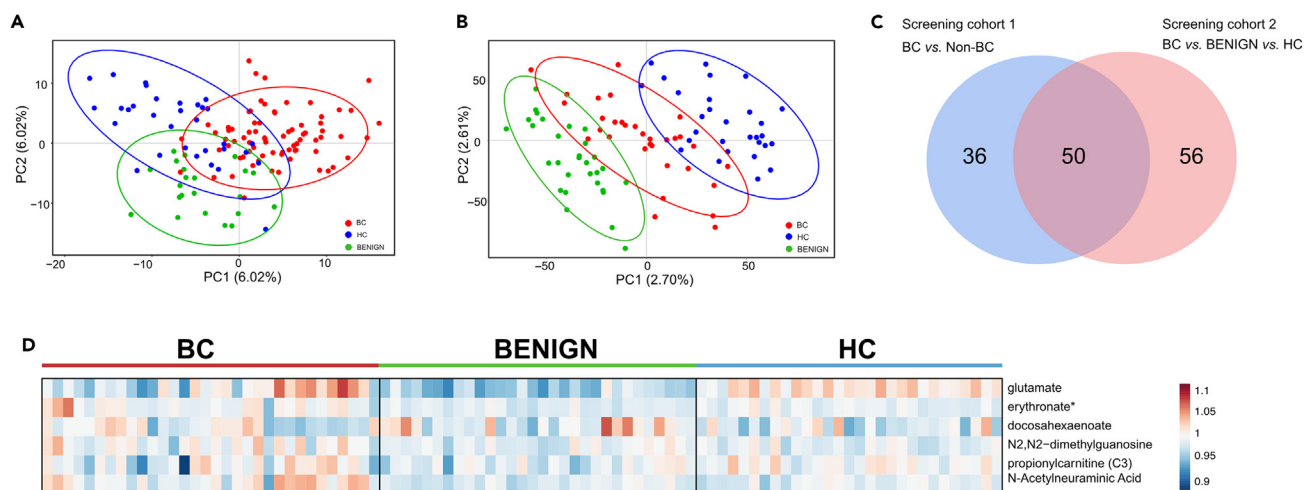 A
PC2 (6.02%)
10
0
−10
−20
−10
0
10
PC1 (6.02%)
BC
HC
BENIGN
B
PC2 (2.61%)
50
0
−50
−50
0
50
PC1 (2.70%)
BC
HC
BENIGN
C
Screening cohort 1
BC vs. Non-BC
Screening cohort 2
BC vs. BENIGN vs. HC
36
50
56
D
BC
BENIGN
HC
glutamate
erythronate*
docosahexaenoate
N2,N2−dimethylguanosine
propionylcarnitine (C3)
N-Acetylneuraminic Acid
1.1
1.05
1
0.95
0.9